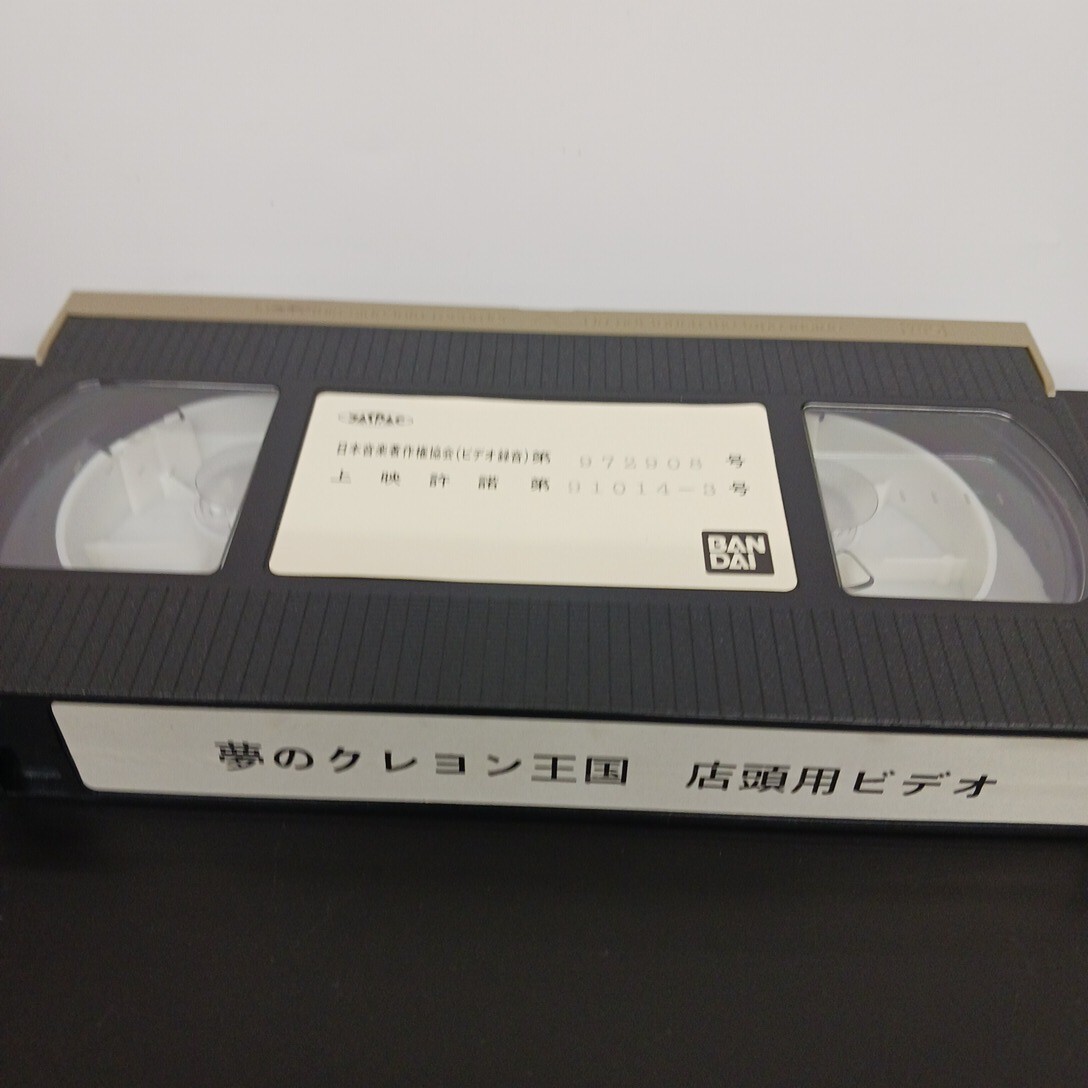 日本音楽著作権協会(ビデオ録音)第 972908 号
上映許諾第 91014-3 号
BAN
DAI
夢のクレヨン王国 店頭用ビデオ